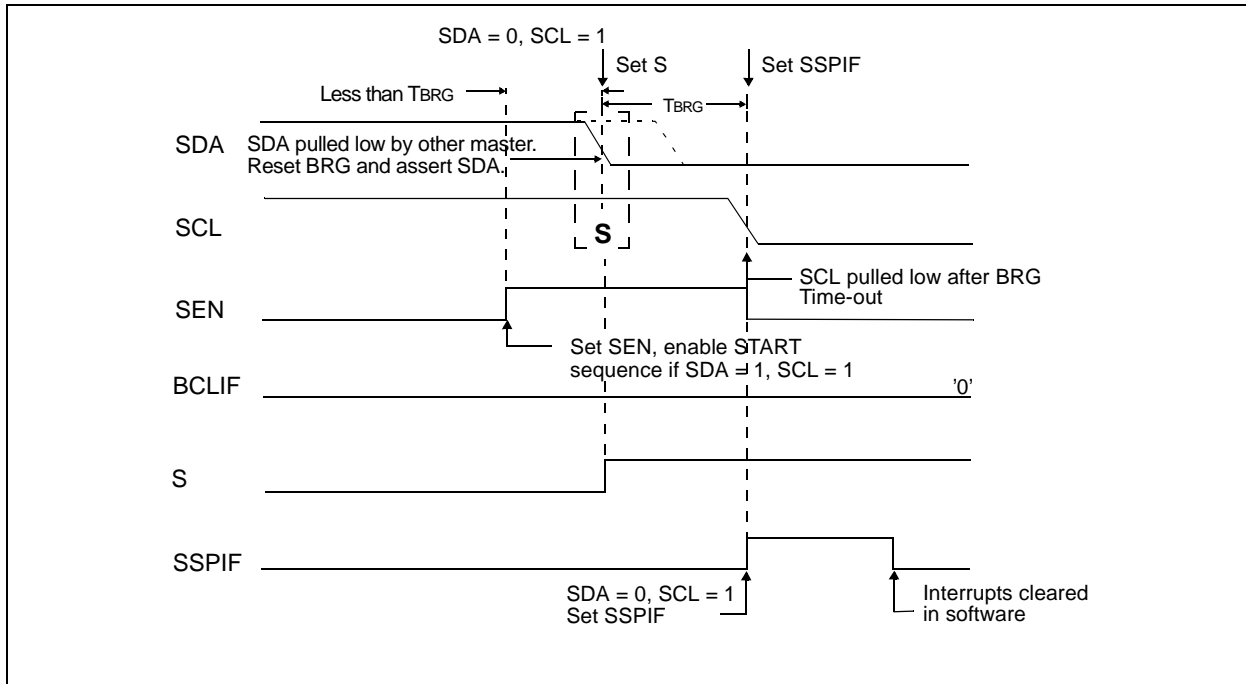 SDA = 0, SCL = 1
Set S
Set SSPIF
Less than TBRG
TBRG
SDA
SDA pulled low by other master.
Reset BRG and assert SDA.
SCL
S
SCL pulled low after BRG
Time-out
SEN
Set SEN, enable START
sequence if SDA = 1, SCL = 1
BCLIF
'0'
S
SSPIF
SDA = 0, SCL = 1
Set SSPIF
Interrupts cleared
in software